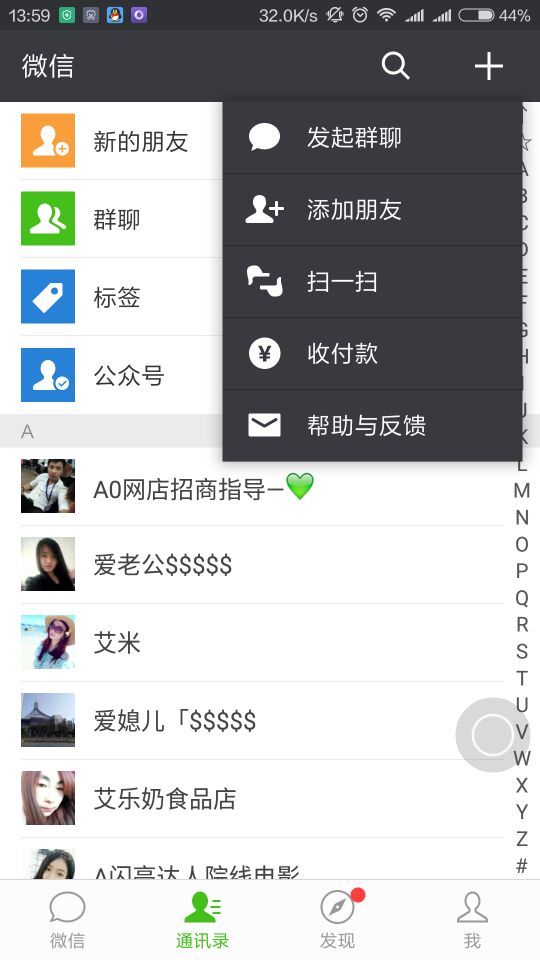 13:59 32.0K/s 44%
微信
新的朋友
群聊
标签
公众号
发起群聊
添加朋友
扫一扫
¥ 收付款
帮助与反馈
A
A0网店招商指导—💚
爱老公$$$$$
艾米
爱媳儿「$$$$$
艾乐奶食品店
A闪亮达人院线电影
↑
☆
A
B
C
D
E
F
G
H
I
J
K
L
M
N
O
P
Q
R
S
T
U
V
W
X
Y
Z
#
微信
通讯录
发现
我